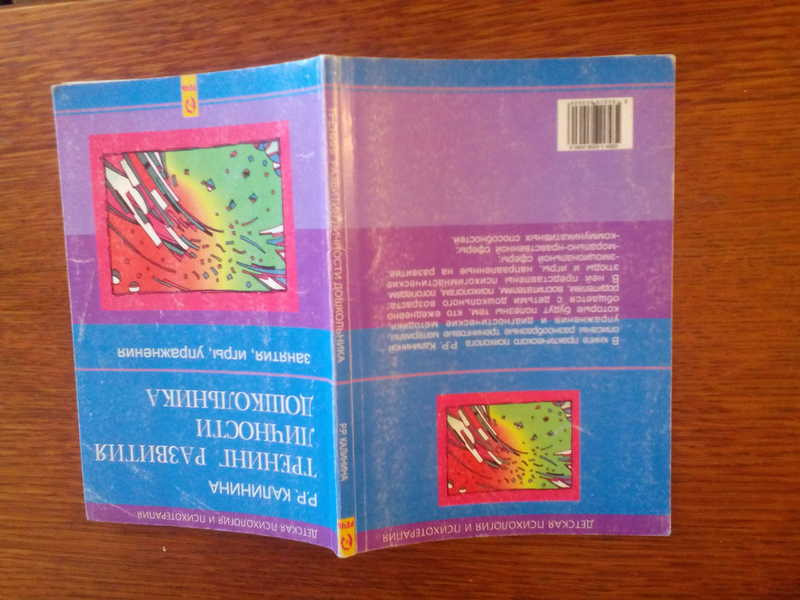 ДЕТСКАЯ ПСИХОЛОГИЯ И ПСИХОТЕРАПИЯ
Р.Р. КАЛИНИНА
ТРЕНИНГ РАЗВИТИЯ
ЛИЧНОСТИ
ДОШКОЛЬНИКА
занятия, игры, упражнения
РЕЧЬ
РЕЧЬ
Р.Р. КАЛИНИНА
ТРЕНИНГ РАЗВИТИЯ ЛИЧНОСТИ ДОШКОЛЬНИКА
ДЕТСКАЯ ПСИХОЛОГИЯ И ПСИХОТЕРАПИЯ
В книге практического психолога Р.Р. Калининой
описаны разнообразные тренинговые материалы,
упражнения и диагностические методики,
которые будут полезны тем, кто ежедневно
общается с детьми дошкольного возраста:
родителям, воспитателям, психологам, логопедам.
В ней представлены психогимнастические
этюды и игры, направленные на развитие
-эмоциональной сферы;
-морально-нравственной сферы;
-коммуникативных способностей.